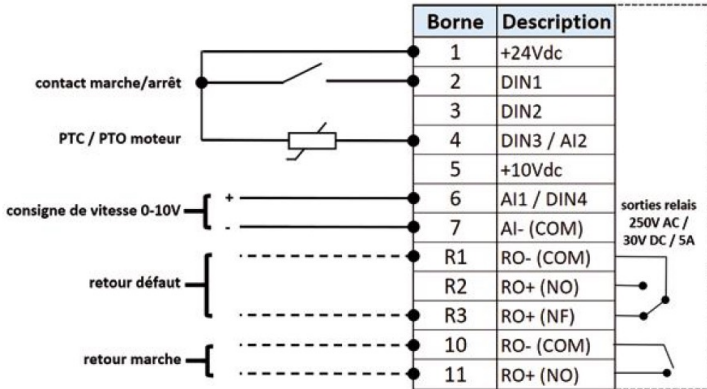 Borne Description
1 +24Vdc
contact marche/arrêt 2 DIN1
3 DIN2
PTC / PTO moteur 4 DIN3 / AI2
5 +10Vdc
consigne de vitesse 0-10V + 6 AI1 / DIN4
- 7 AI- (COM)
sorties relais
250V AC /
30V DC / 5A
R1 RO- (COM)
retour défaut R2 RO+ (NO)
R3 RO+ (NF)
10 RO- (COM)
retour marche
11 RO+ (NO)